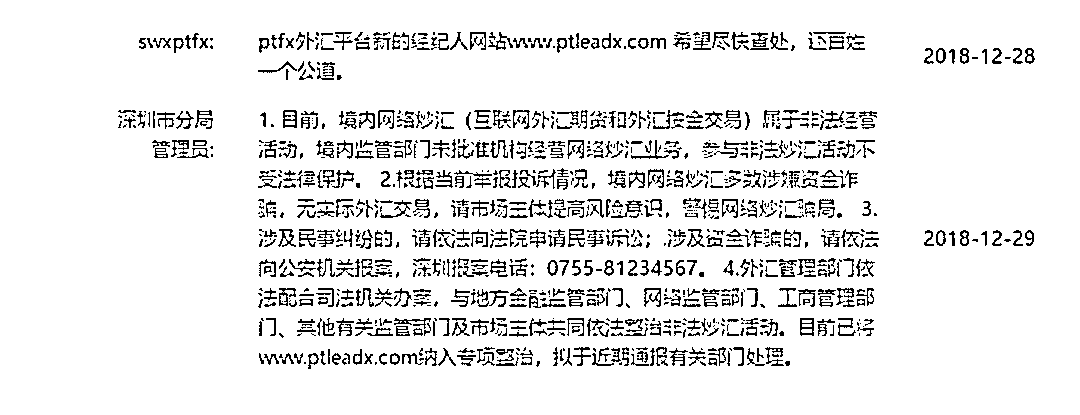 swxptfx: ptfx外汇平台新的经纪人网站www.ptleadx.com 希望尽快查处，还百姓
一个公道。 2018-12-28
深圳市分局 1. 目前，境内网络炒汇（互联网外汇期货和外汇按金交易）属于非法经营
管理员: 活动，境内监管部门未批准机构经营网络炒汇业务，参与非法炒汇活动不
受法律保护。 2.根据当前举报投诉情况，境内网络炒汇多数涉嫌资金诈
骗，无实际外汇交易，请市场主体提高风险意识，警惕网络炒汇骗局。 3.
涉及民事纠纷的，请依法向法院申请民事诉讼；.涉及资金诈骗的，请依法 2018-12-29
向公安机关报案，深圳报案电话：0755-81234567。 4.外汇管理部门依
法配合司法机关办案，与地方金融监管部门、网络监管部门、工商管理部
门、其他有关监管部门及市场主体共同依法整治非法炒汇活动。目前已将
www.ptleadx.com纳入专项整治，拟于近期通报有关部门处理。